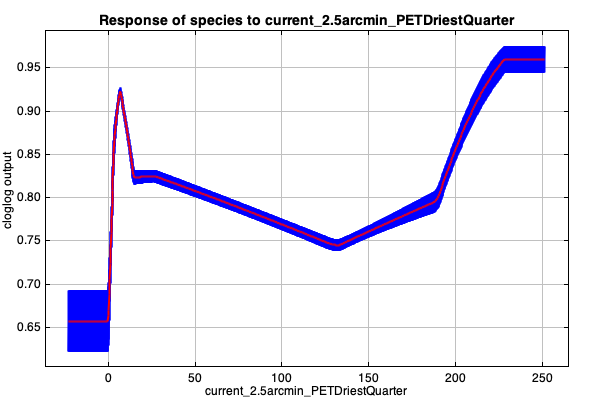 Response of species to current_2.5arcmin_PETDriestQuarter
cloglog output
0.95
0.90
0.85
0.80
0.75
0.70
0.65
0 50 100 150 200 250
current_2.5arcmin_PETDriestQuarter